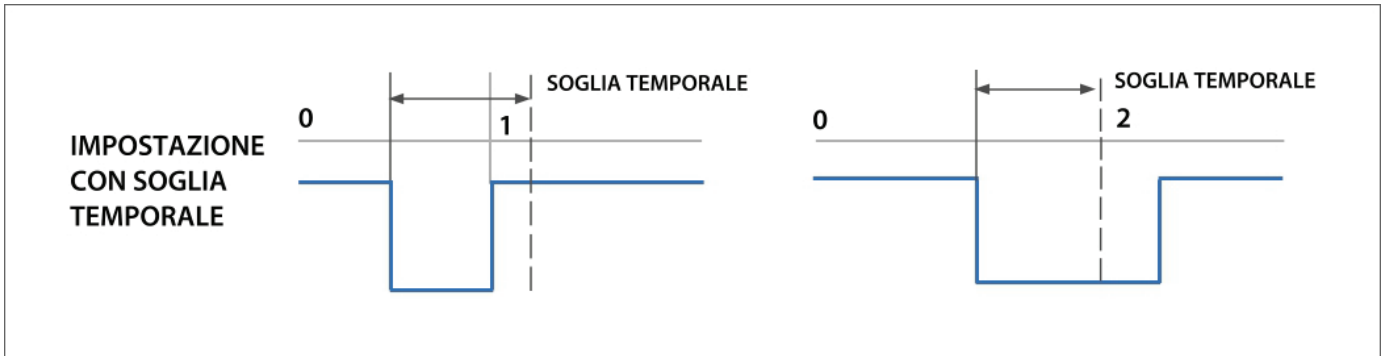 SOGLIA TEMPORALE
SOGLIA TEMPORALE
0
1
0
2
IMPOSTAZIONE
CON SOGLIA
TEMPORALE